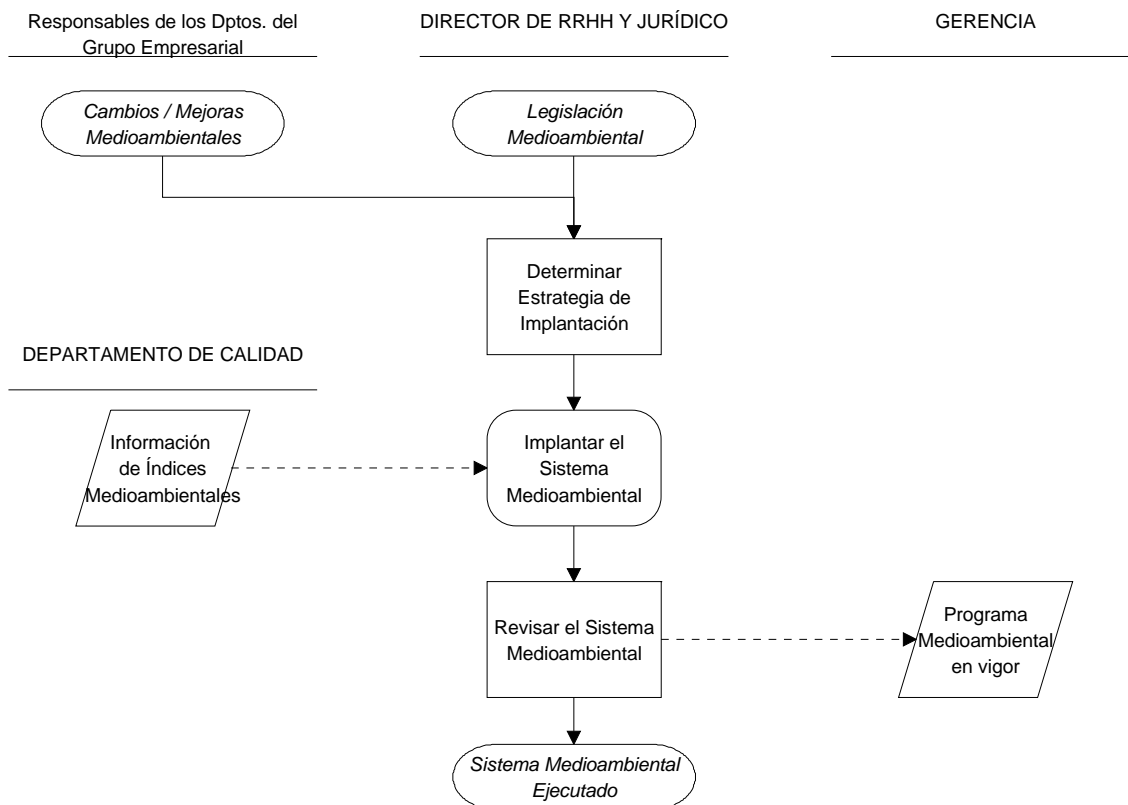 Responsables de los Dptos. del
Grupo Empresarial
DIRECTOR DE RRHH Y JURÍDICO
GERENCIA
Cambios / Mejoras
Medioambientales
Legislación
Medioambiental
Determinar
Estrategia de
Implantación
DEPARTAMENTO DE CALIDAD
Información
de Índices
Medioambientales
Implantar el
Sistema
Medioambiental
Revisar el Sistema
Medioambiental
Programa
Medioambiental
en vigor
Sistema Medioambiental
Ejecutado